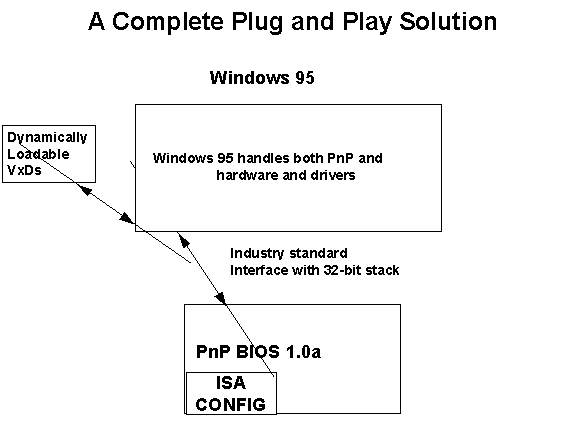 A Complete Plug and Play Solution
Windows 95
Dynamically
Loadable
VxDs
Windows 95 handles both PnP and
hardware and drivers
Industry standard
Interface with 32-bit stack
PnP BIOS 1.0a
ISA
CONFIG